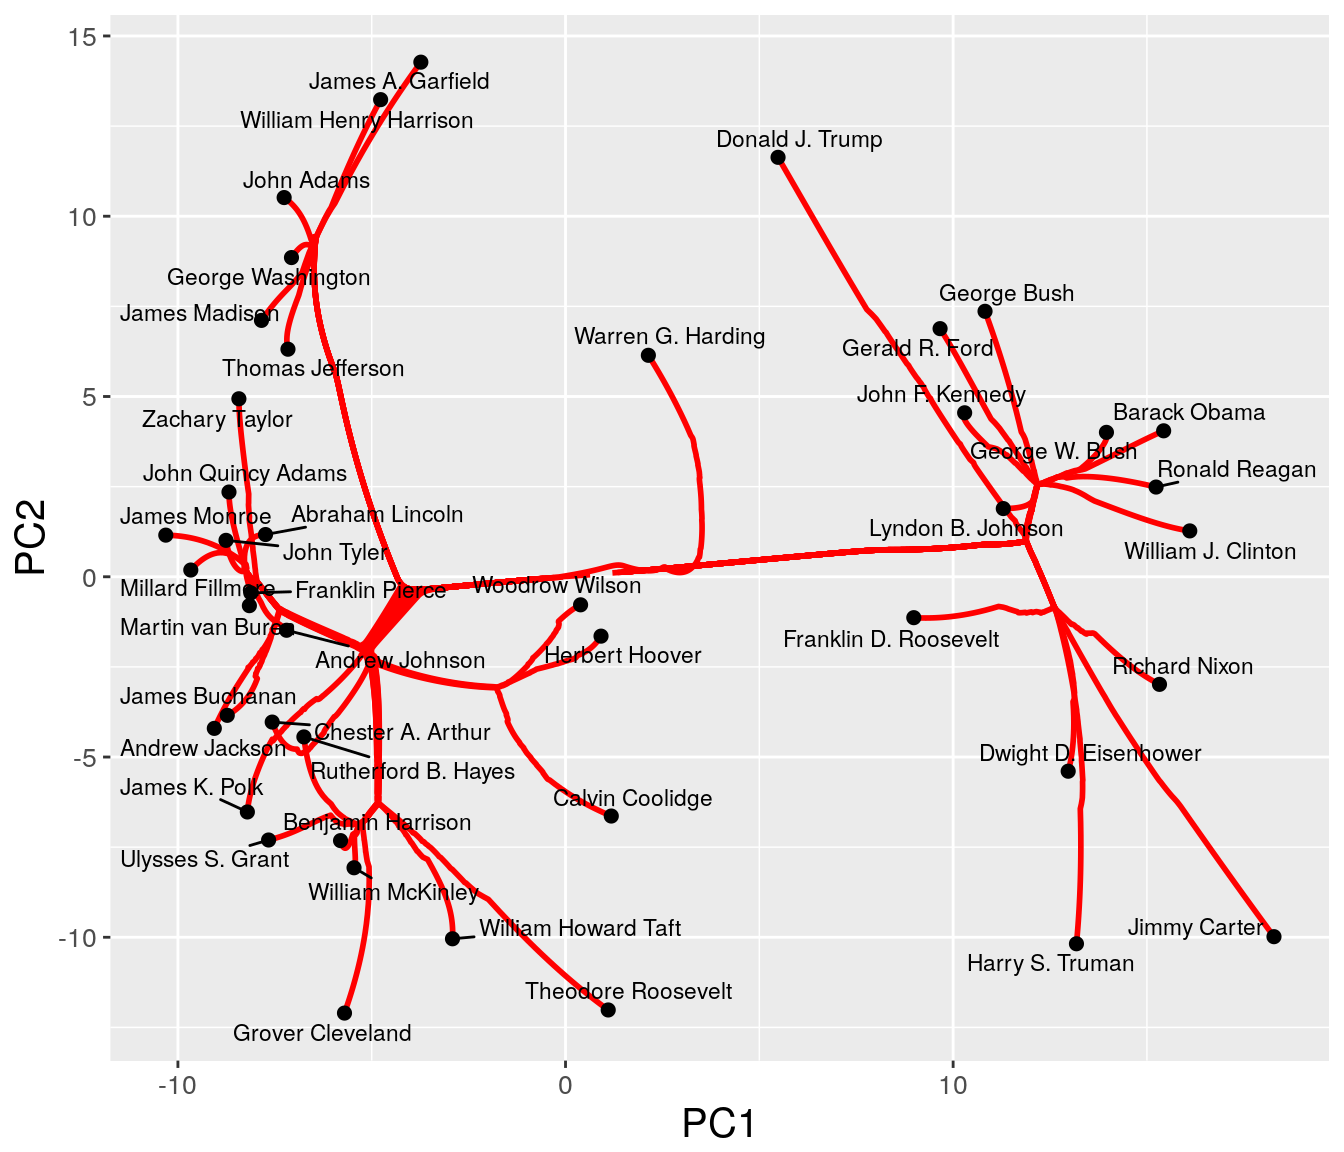 15
James A. Garfield
William Henry Harrison
Donald J. Trump
John Adams
10
George Washington
George Bush
James Madison
Warren G. Harding
Gerald R. Ford
Thomas Jefferson
5
John F. Kennedy
Zachary Taylor
Barack Obama
George W. Bush
John Quincy Adams
Ronald Reagan
James Monroe
Abraham Lincoln
Lyndon B. Johnson
John Tyler
William J. Clinton
PC2
0
Millard Fillmore
Franklin Pierce
Woodrow Wilson
Martin van Buren
Franklin D. Roosevelt
Herbert Hoover
Andrew Johnson
Richard Nixon
James Buchanan
Chester A. Arthur
Andrew Jackson
-5
Dwight D. Eisenhower
Rutherford B. Hayes
James K. Polk
Calvin Coolidge
Benjamin Harrison
Ulysses S. Grant
William McKinley
William Howard Taft
Jimmy Carter
-10
Harry S. Truman
Theodore Roosevelt
Grover Cleveland
-10
0
10
PC1